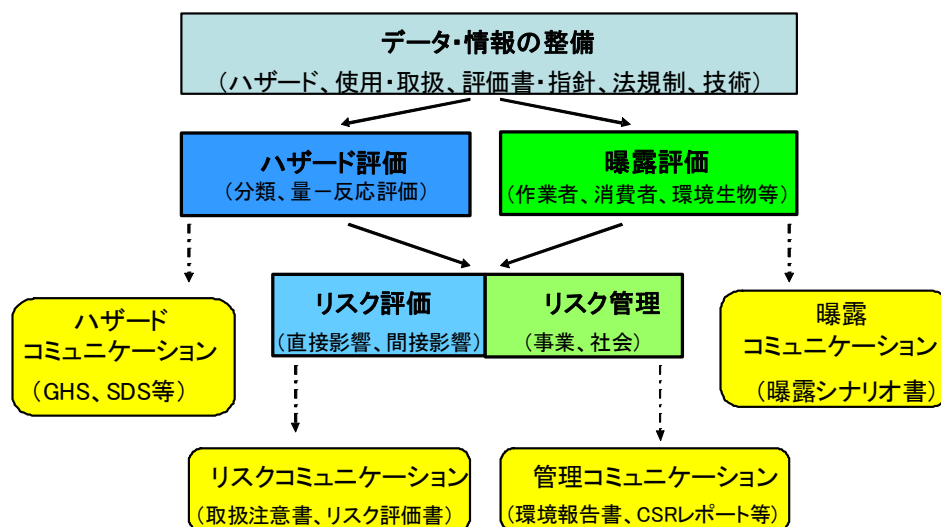 データ・情報の整備
（ハザード、使用・取扱、評価書・指針、法規制、技術）
ハザード評価
（分類、量－反応評価）
曝露評価
（作業者、消費者、環境生物等）
リスク評価
（直接影響、間接影響）
リスク管理
（事業、社会）
ハザード
コミュニケーション
（GHS、SDS等）
曝露
コミュニケーション
（曝露シナリオ書）
リスクコミュニケーション
（取扱注意書、リスク評価書）
管理コミュニケーション
（環境報告書、CSRレポート等）